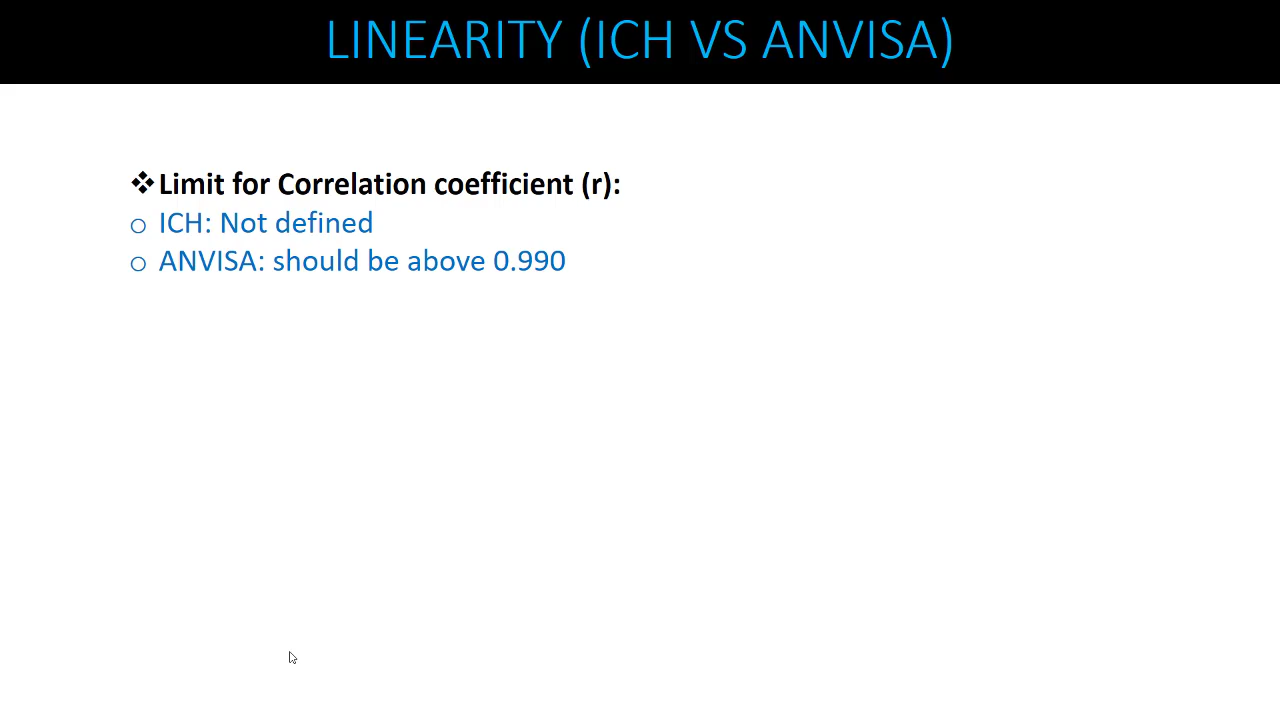 LINEARITY (ICH VS ANVISA)
❖Limit for Correlation coefficient (r):
o ICH: Not defined
o ANVISA: should be above 0.990